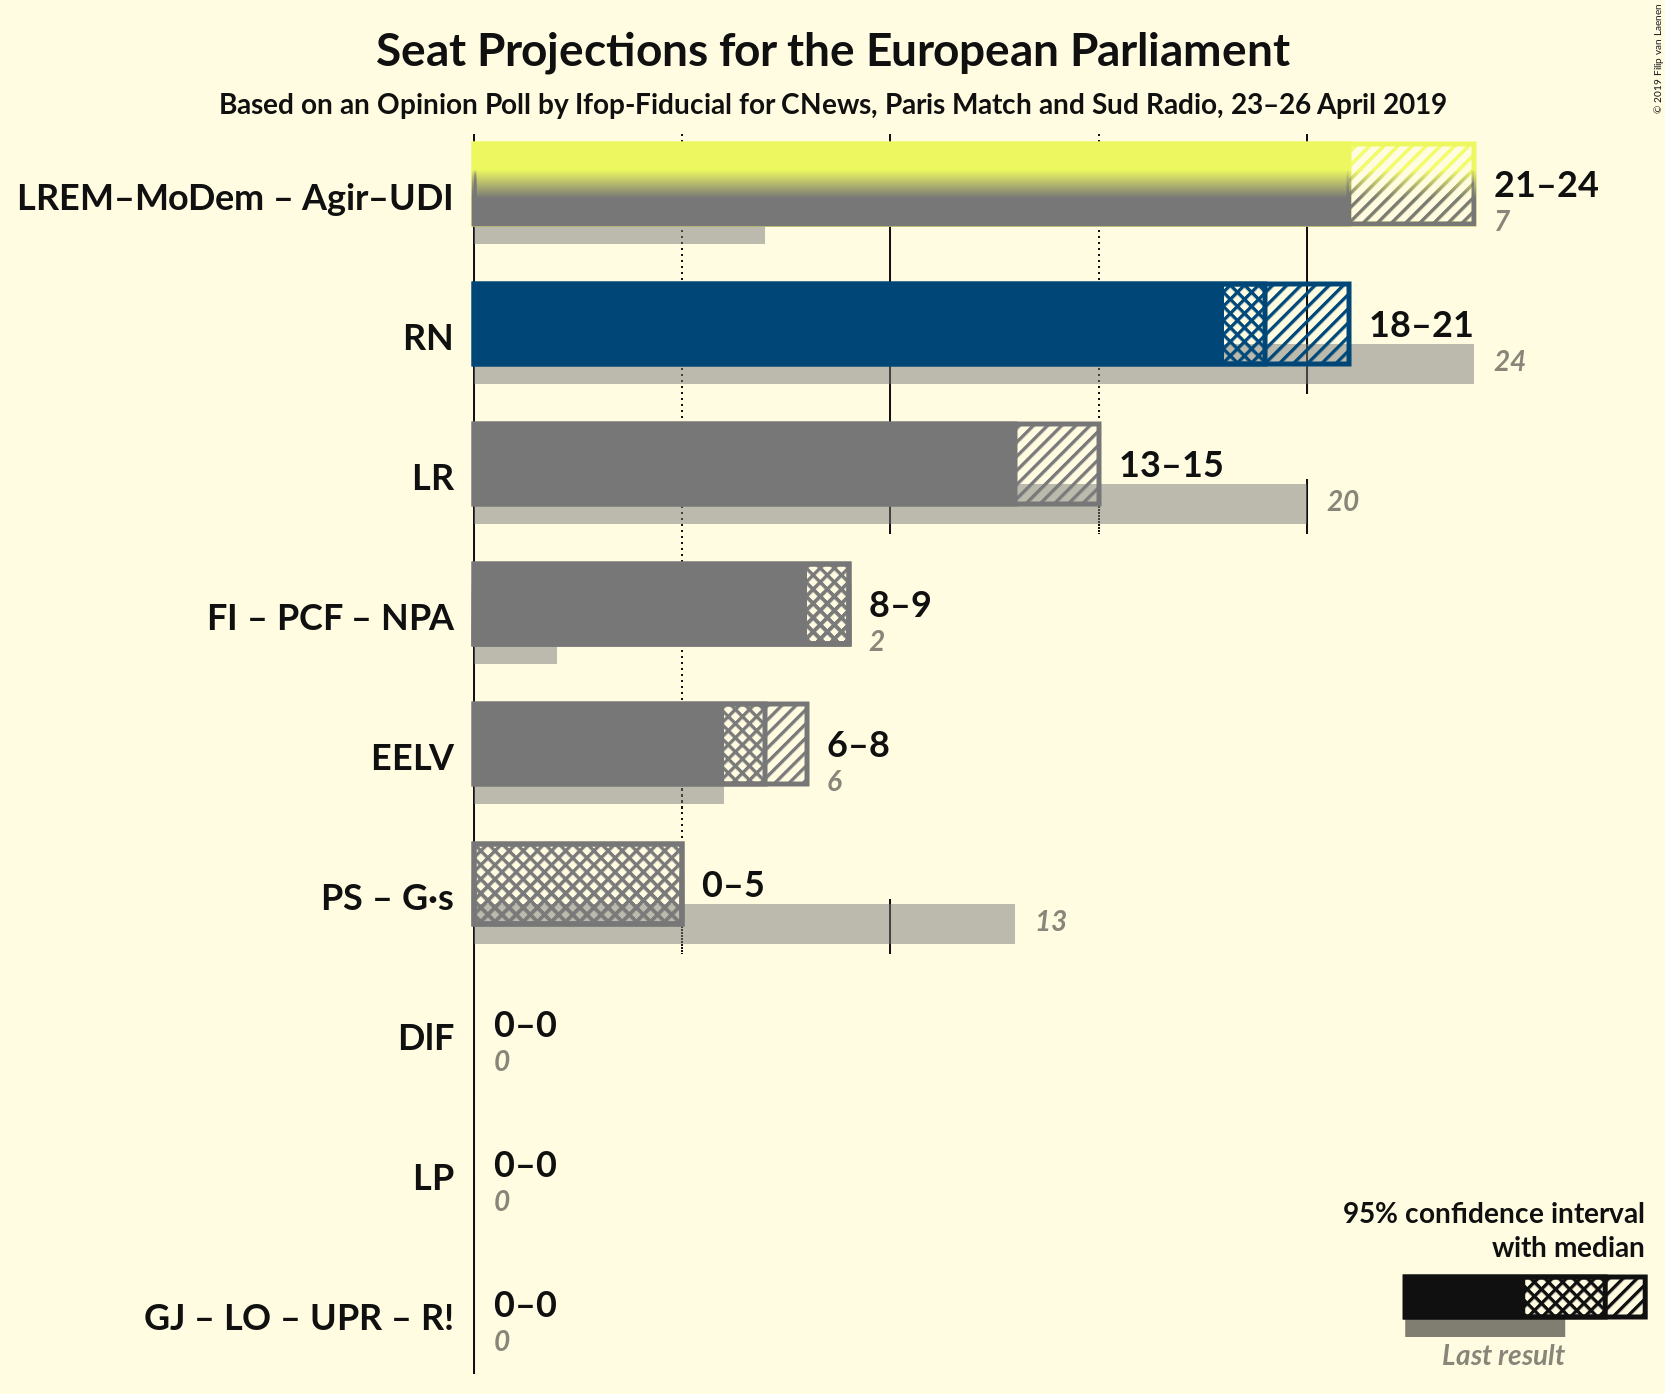 Seat Projections for the European Parliament
Based on an Opinion Poll by Ifop-Fiducial for CNews, Paris Match and Sud Radio, 23–26 April 2019
© 2019 Filip van Laenen
LREM–MoDem – Agir–UDI
21–24
7
RN
18–21
24
LR
13–15
20
FI – PCF – NPA
8–9
2
EELV
6–8
6
PS – G·s
0–5
13
DlF
0–0
0
LP
0–0
0
GJ – LO – UPR – R!
0–0
0
95% confidence interval
with median
Last result